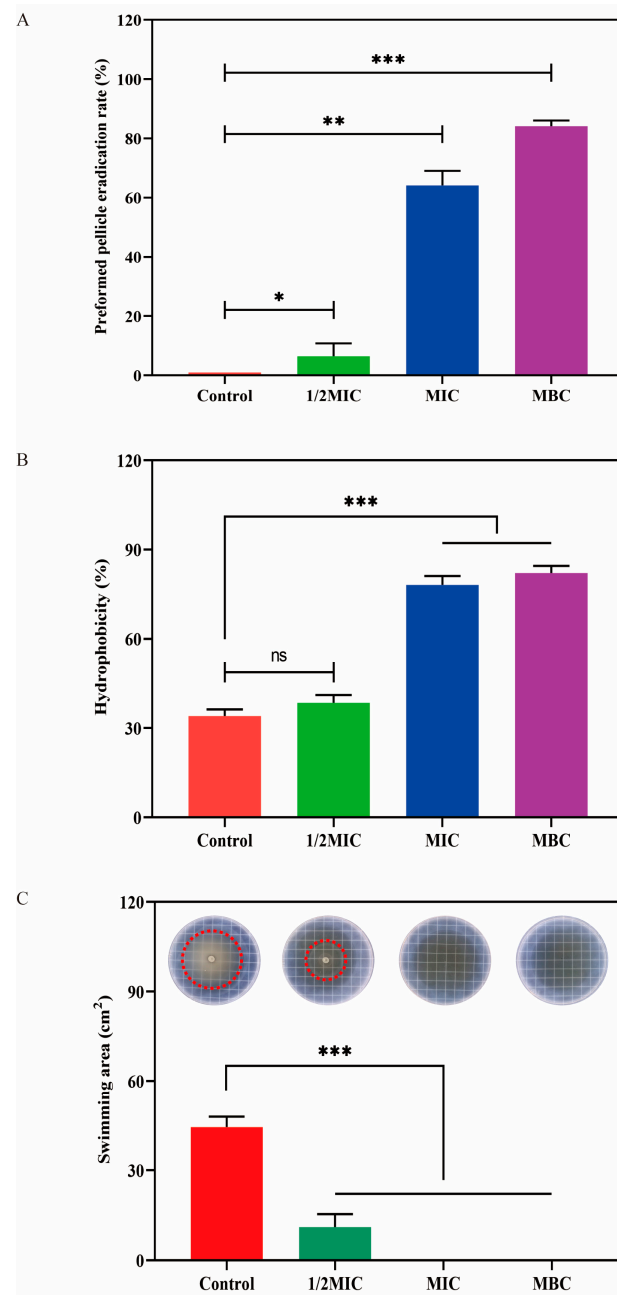 A
Preformed pellicle eradication rate (%)
120
100
80
60
40
20
0
***
**
*
Control 1/2MIC MIC MBC
B
Hydrophobicity (%)
120
90
60
30
0
***
ns
Control 1/2MIC MIC MBC
C
Swimming area (cm²)
120
90
60
30
0
***
Control 1/2MIC MIC MBC